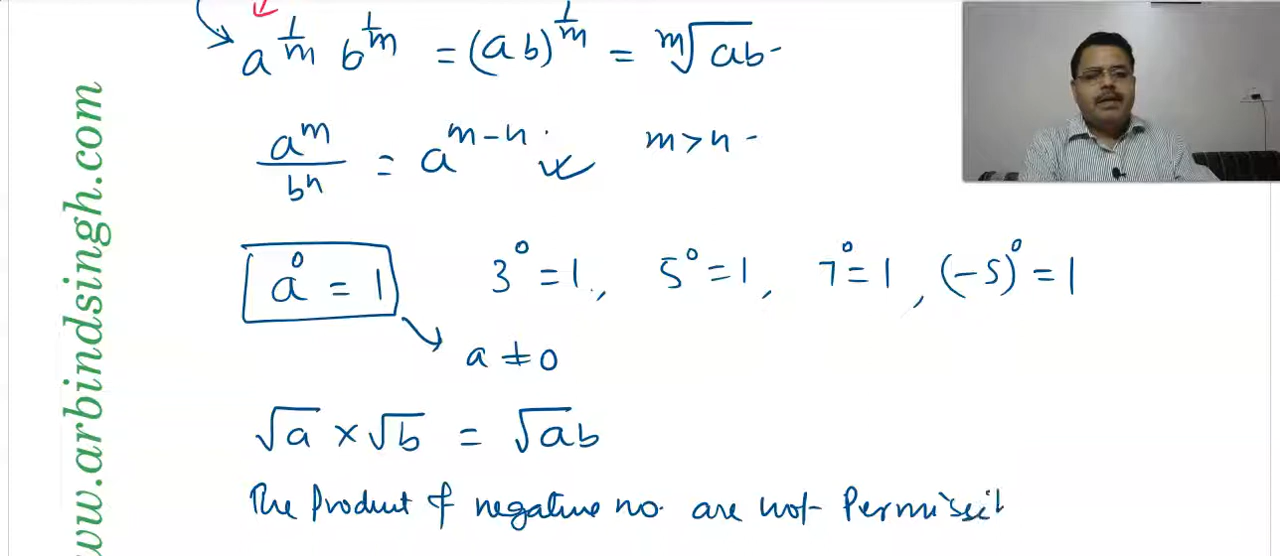 a^{1/m} b^{1/m} = (ab)^{1/m} = \sqrt[m]{ab}
a^m / b^n = a^{m-n} m > n
a^0 = 1 3^0 = 1, 5^0 = 1, 7^0 = 1, (-5)^0 = 1
a ≠ 0
√a × √b = √ab
The product of negative no. are not Permissib
www.arbindsingh.com